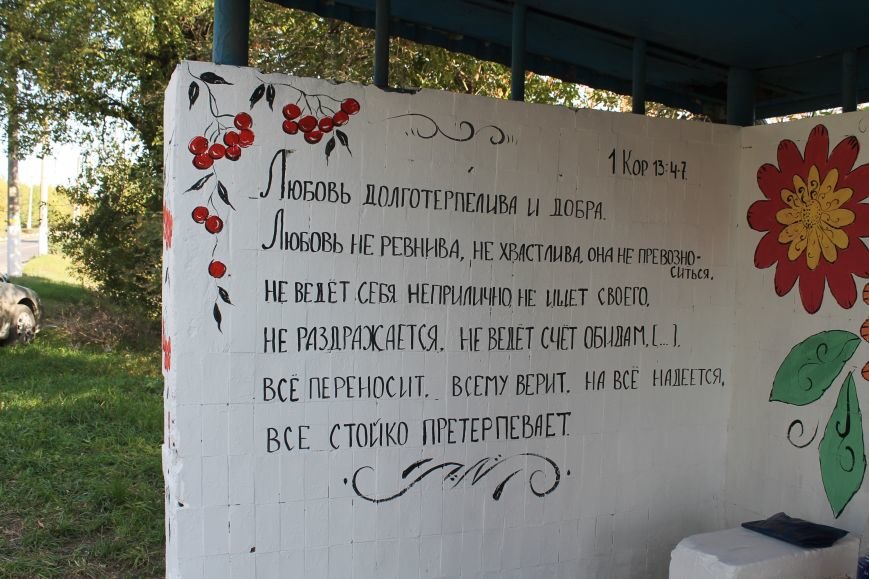 1 Кор 13:4-7.
Любовь долготерпелива и добра.
Любовь не ревнива, не хвастлива, она не превозно-
ситься,
не ведёт себя неприлично, не ищет своего,
не раздражается, не ведёт счёт обидам, [...],
всё переносит, всему верит, на всё надеется,
все стойко претерпевает.